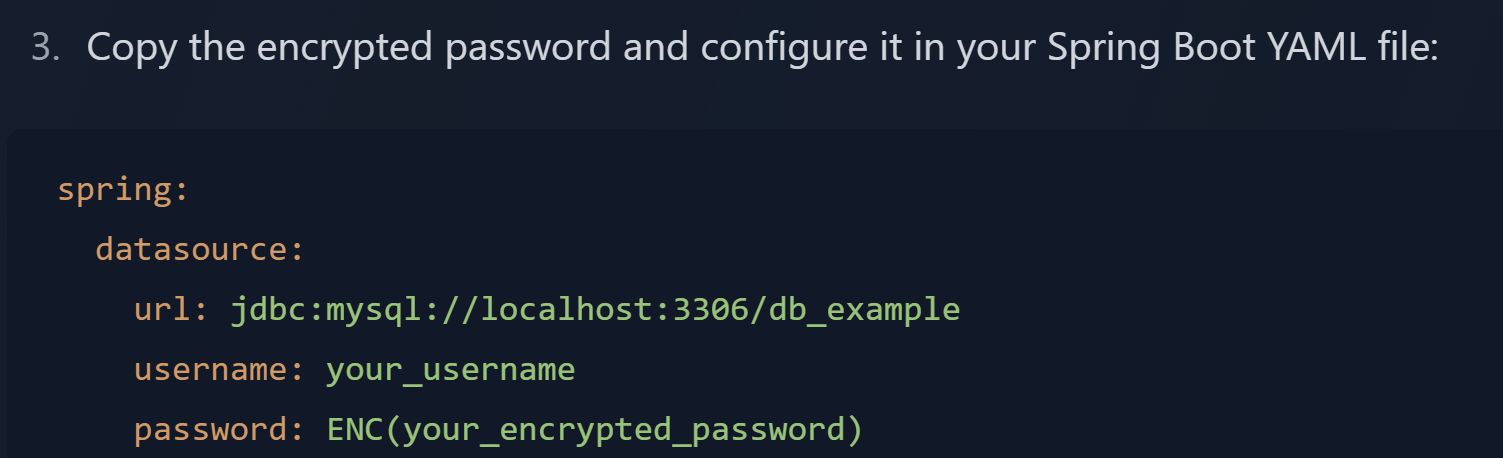 3. Copy the encrypted password and configure it in your Spring Boot YAML file:
spring:
  datasource:
    url: jdbc:mysql://localhost:3306/db_example
    username: your_username
    password: ENC(your_encrypted_password)